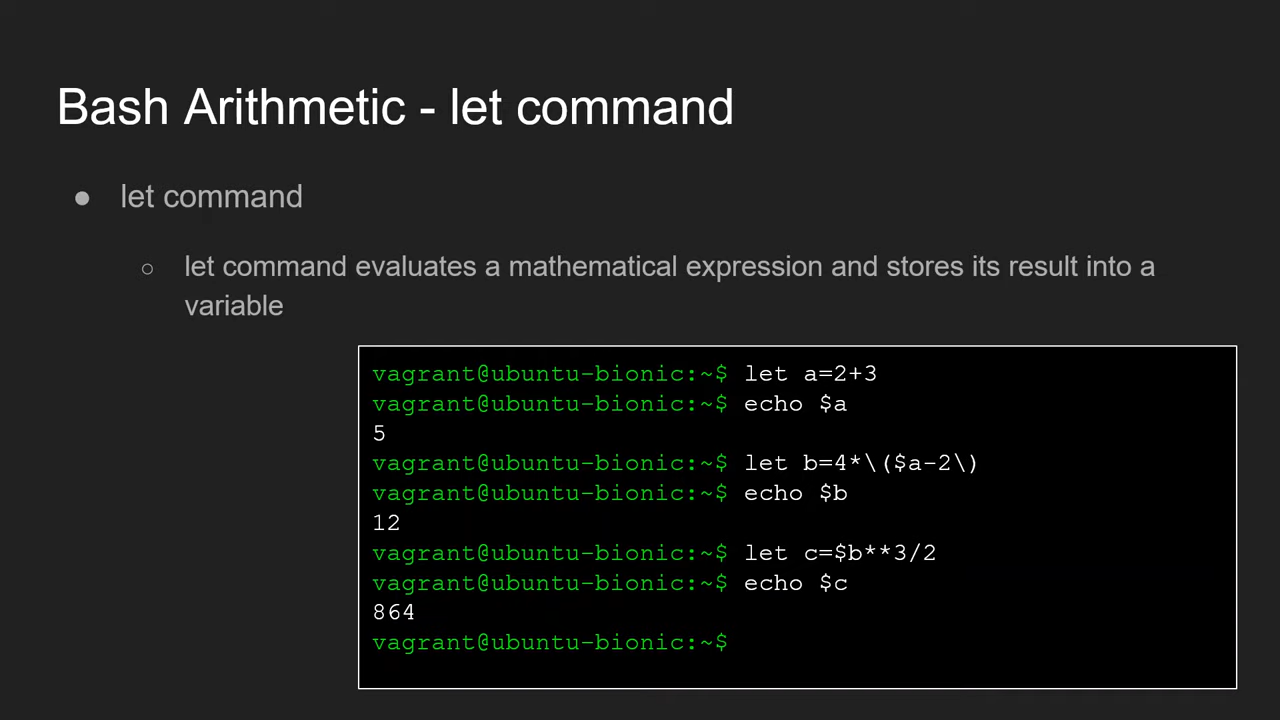 Bash Arithmetic - let command
● let command
○ let command evaluates a mathematical expression and stores its result into a
variable
vagrant@ubuntu-bionic:~$ let a=2+3
vagrant@ubuntu-bionic:~$ echo $a
5
vagrant@ubuntu-bionic:~$ let b=4*\($a-2\)
vagrant@ubuntu-bionic:~$ echo $b
12
vagrant@ubuntu-bionic:~$ let c=$b**3/2
vagrant@ubuntu-bionic:~$ echo $c
864
vagrant@ubuntu-bionic:~$